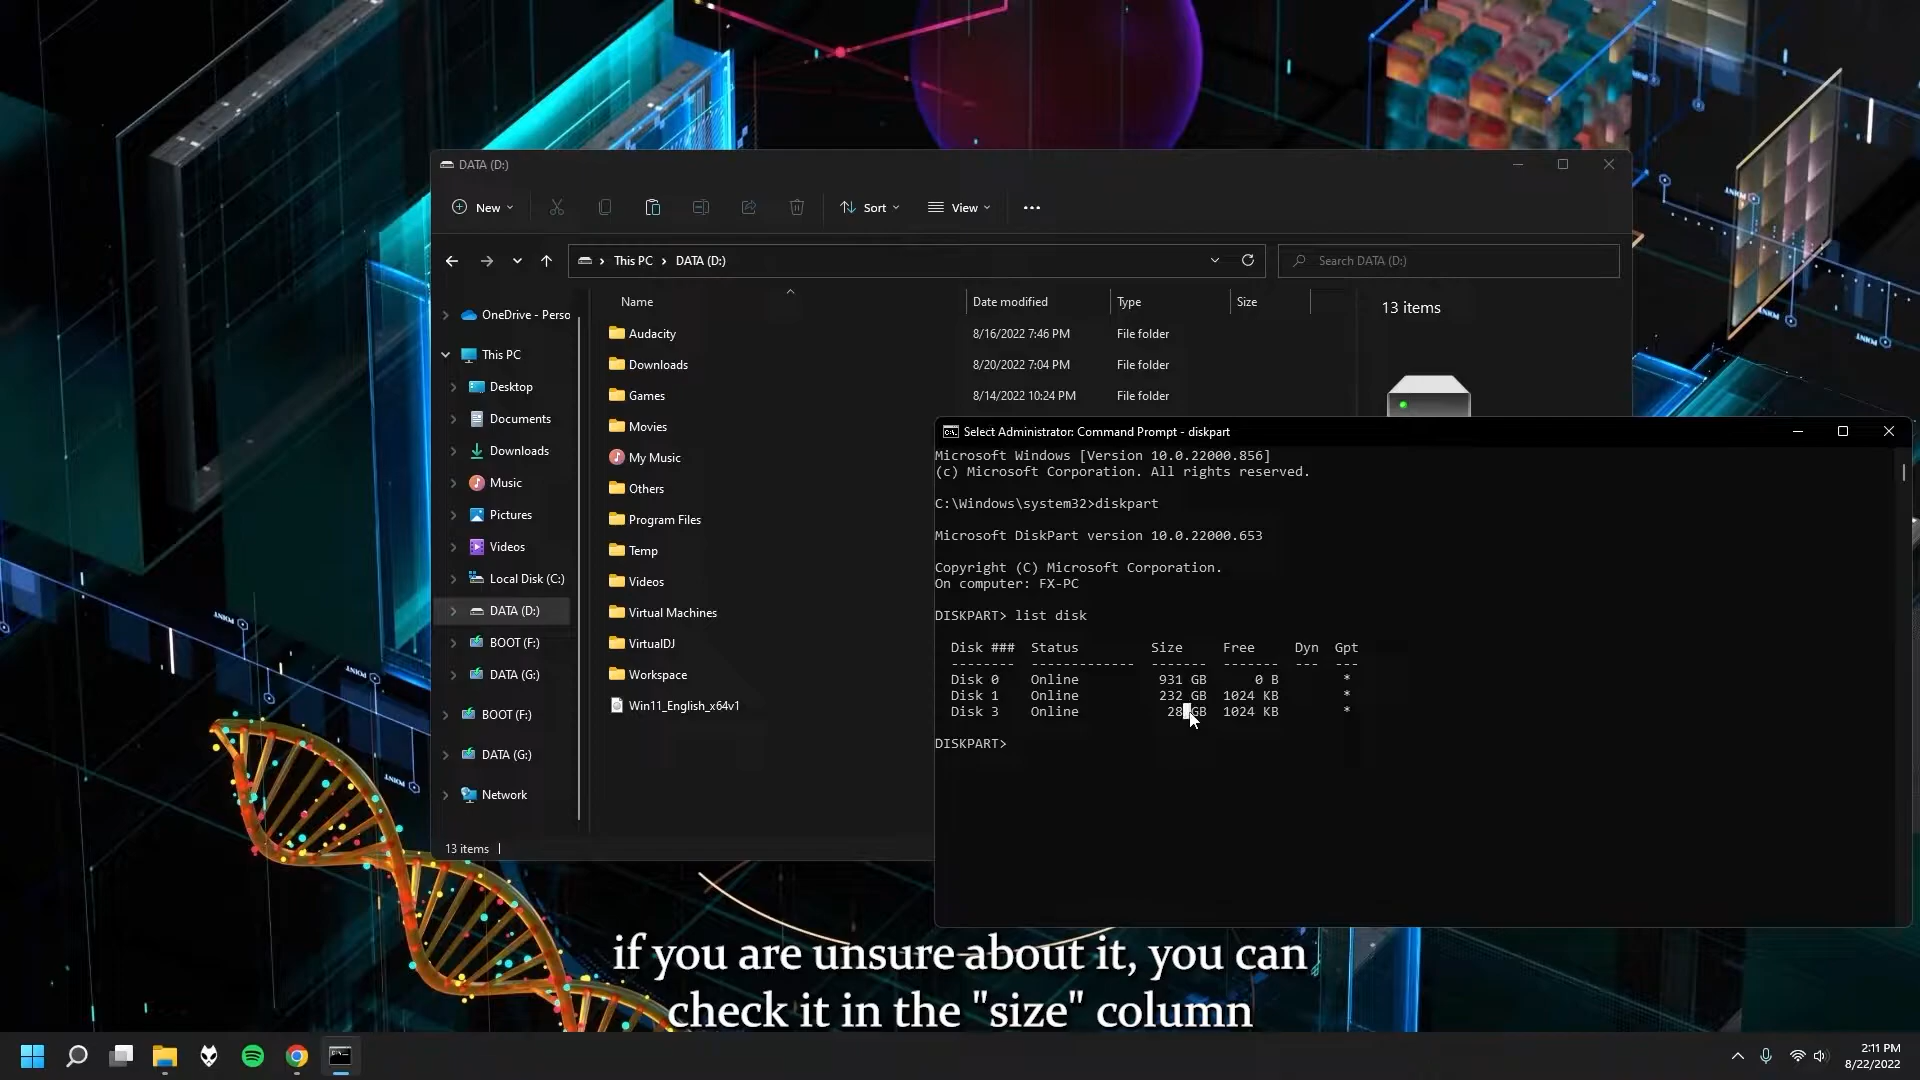 DATA (D:)
New
Sort
View
This PC > DATA (D:)
Search DATA (D:)
Name
Date modified
Type
Size
OneDrive - Perso
This PC
Desktop
Documents
Downloads
Music
Pictures
Videos
Local Disk (C:)
DATA (D:)
BOOT (F:)
DATA (G:)
BOOT (F:)
DATA (G:)
Network
Audacity 8/16/2022 7:46 PM File folder
Downloads 8/20/2022 7:04 PM File folder
Games 8/14/2022 10:24 PM File folder
Movies
My Music
Others
Program Files
Temp
Videos
Virtual Machines
VirtualDJ
Workspace
Win11_English_x64v1
13 items
13 items
Select Administrator: Command Prompt - diskpart
Microsoft Windows [Version 10.0.22000.856]
(c) Microsoft Corporation. All rights reserved.
C:\Windows\system32>diskpart
Microsoft DiskPart version 10.0.22000.653
Copyright (C) Microsoft Corporation.
On computer: FX-PC
DISKPART> list disk
Disk ### Status Size Free Dyn Gpt
-------- ------------- ------- ------- --- ---
Disk 0 Online 931 GB 0 B *
Disk 1 Online 232 GB 1024 KB *
Disk 3 Online 28 GB 1024 KB *
DISKPART>
POINT
POINT
POINT
POINT
POINT
POINT
POINT
if you are unsure about it, you can
check it in the "size" column
2:11 PM
8/22/2022